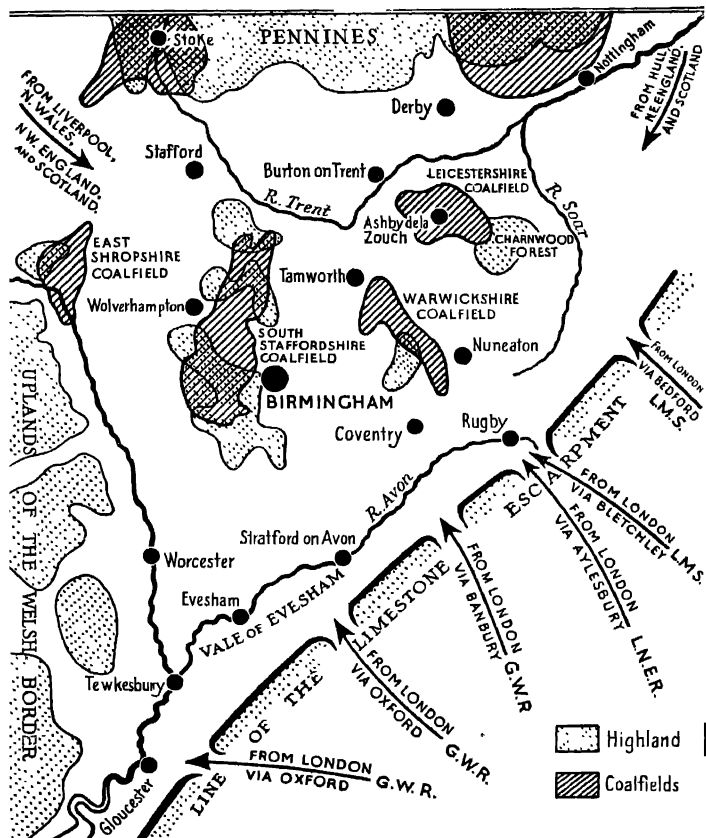 Stoke
PENNINES
Nottingham
FROM HULL
N.E.ENGLAND
AND SCOTLAND
Derby
FROM LIVERPOOL,
N. WALES,
N.W. ENGLAND,
AND SCOTLAND.
Stafford
Burton on Trent
R. Trent
LEICESTERSHIRE
COALFIELD
Ashby de la
Zouch
R. Soar
CHARNWOOD
FOREST
EAST
SHROPSHIRE
COALFIELD
Tamworth
Wolverhampton
WARWICKSHIRE
COALFIELD
SOUTH
STAFFORDSHIRE
COALFIELD
Nuneaton
BIRMINGHAM
FROM LONDON
VIA BEDFORD
L.M.S.
Coventry
Rugby
UPLANDS OF THE WELSH BORDER
R. Avon
FROM LONDON
VIA BLETCHLEY
L.M.S.
Stratford on Avon
Worcester
FROM LONDON
VIA AYLESBURY
L.N.E.R.
FROM LONDON
VIA BANBURY
G.W.R
Evesham
VALE OF EVESHAM
Tewkesbury
LINE OF THE LIMESTONE ESCARPMENT
FROM LONDON
VIA OXFORD
G.W.R.
FROM LONDON
VIA OXFORD
G.W.R.
Gloucester
Highland
Coalfields